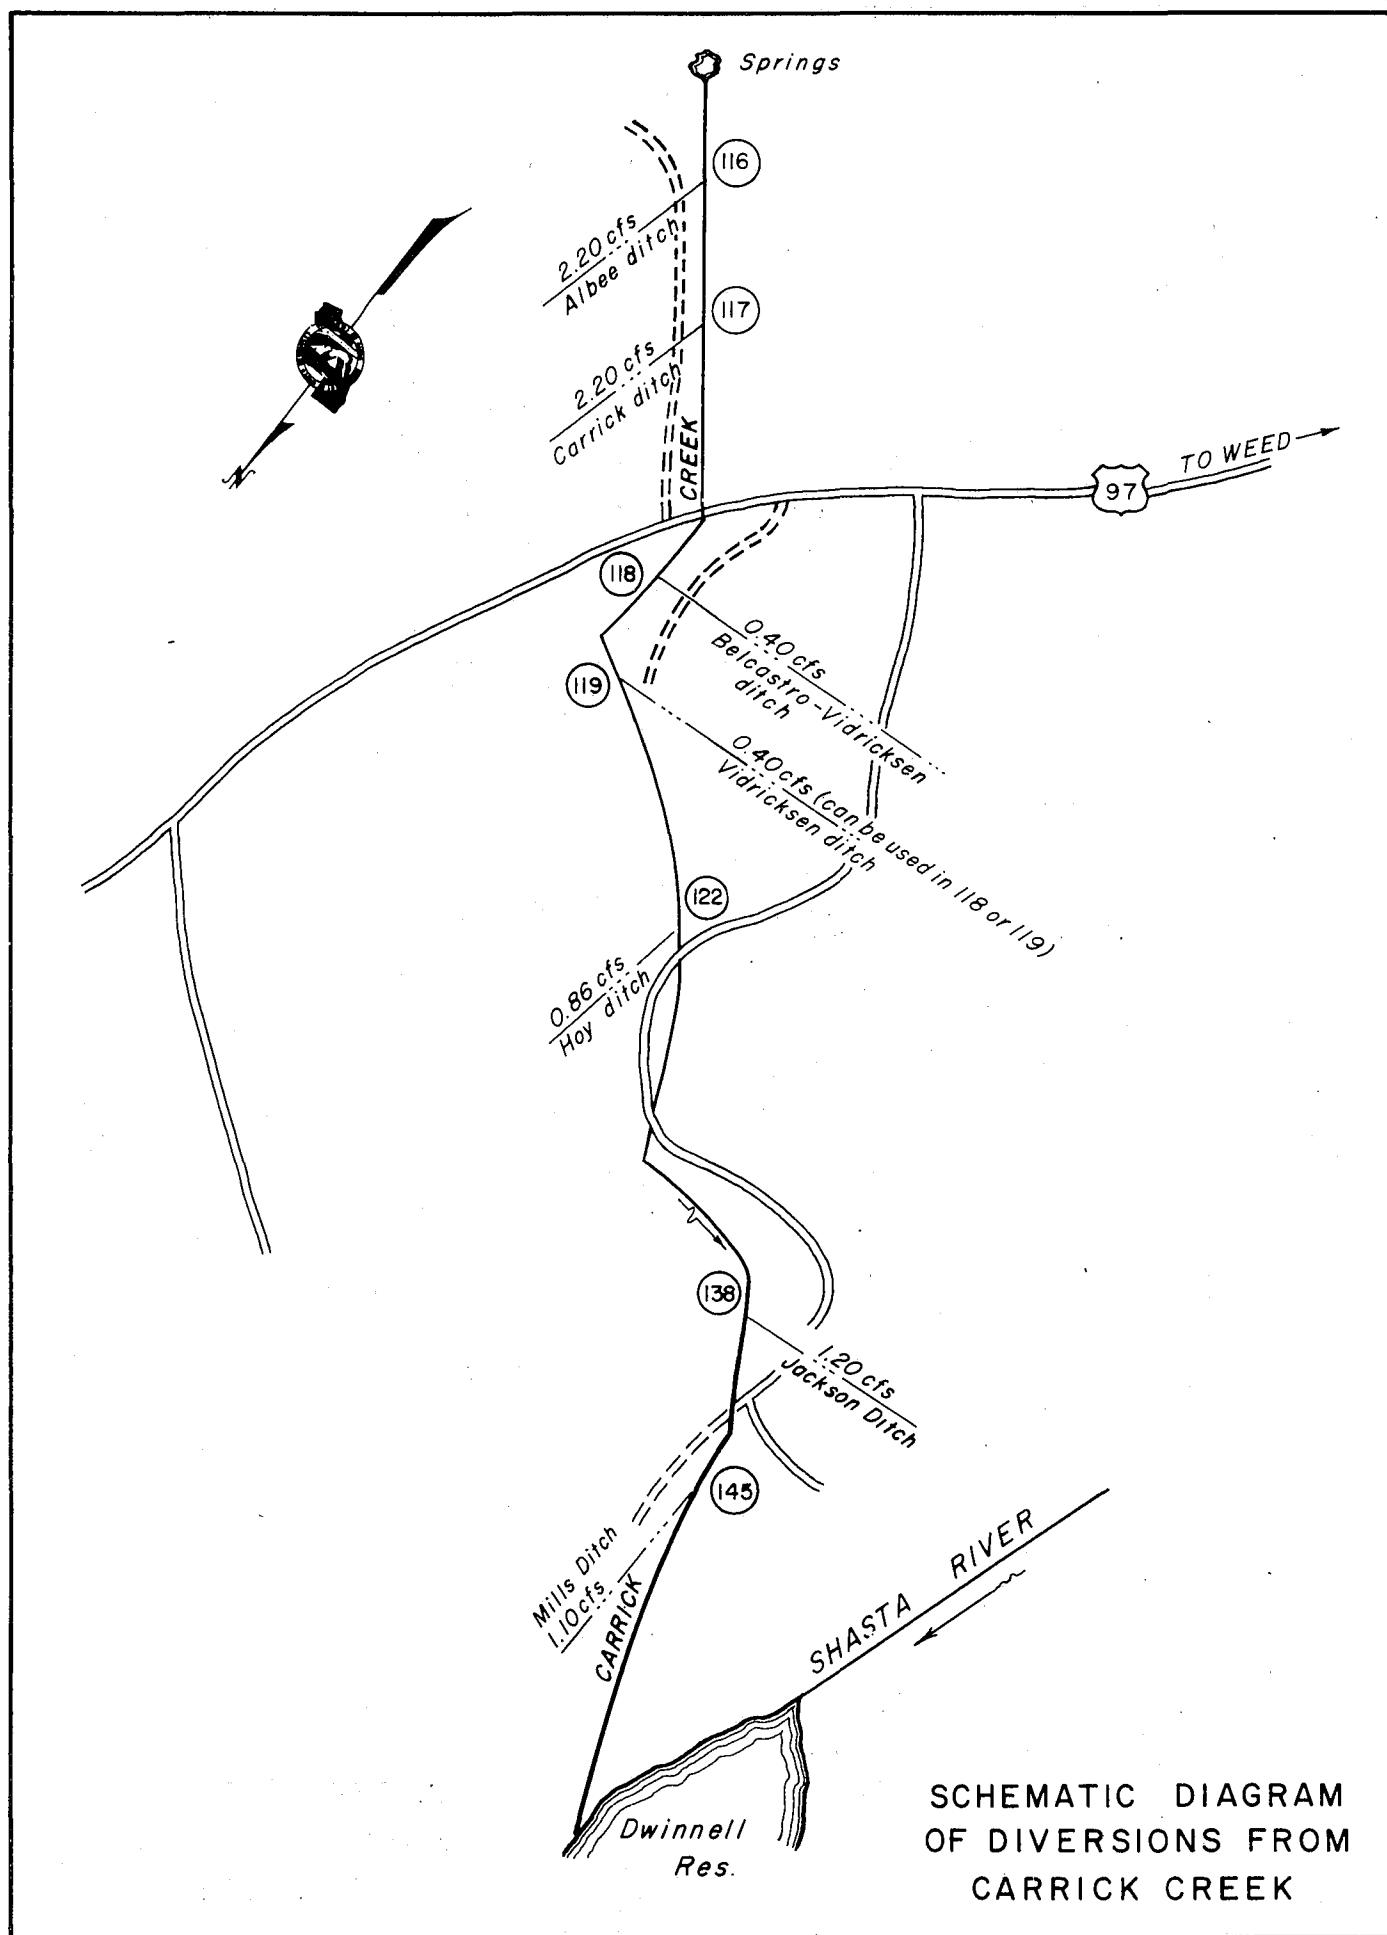 Springs
116
2.20 cfs
Albee ditch
117
2.20 cfs
Carrick ditch
CREEK
TO WEED
97
N
118
0.40 cfs
Belcastro-Vidricksen
ditch
119
0.40 cfs (can be used in 118 or 119)
Vidricksen ditch
122
0.86 cfs
Hoy ditch
138
1.20 cfs
Jackson Ditch
145
Mills Ditch
1.10 cfs
CARRICK
SHASTA RIVER
Dwinnell
Res.
SCHEMATIC DIAGRAM
OF DIVERSIONS FROM
CARRICK CREEK